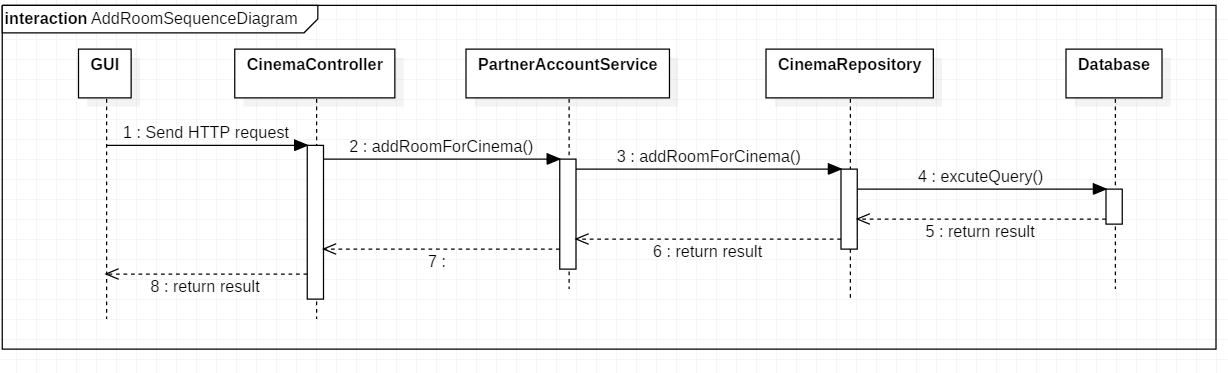 interaction AddRoomSequenceDiagram
GUI
CinemaController
PartnerAccountService
CinemaRepository
Database
1 : Send HTTP request
2 : addRoomForCinema()
3 : addRoomForCinema()
4 : excuteQuery()
5 : return result
6 : return result
7 :
8 : return result